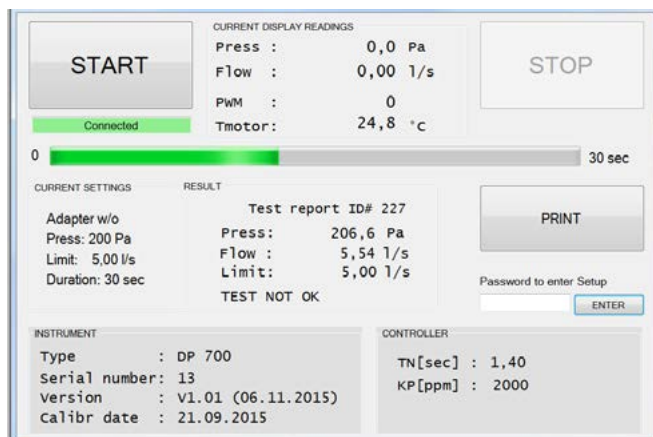 START
CURRENT DISPLAY READINGS
Press : 0,0 Pa
Flow : 0,00 l/s
PWM : 0
Tmotor: 24,8 °C
STOP
Connected
0
30 sec
CURRENT SETTINGS
Adapter w/o
Press: 200 Pa
Limit: 5,00 l/s
Duration: 30 sec
RESULT
Test report ID# 227
Press: 206,6 Pa
Flow : 5,54 l/s
Limit: 5,00 l/s
TEST NOT OK
PRINT
Password to enter Setup
ENTER
INSTRUMENT
Type : DP 700
Serial number: 13
Version : V1.01 (06.11.2015)
Calibr date : 21.09.2015
CONTROLLER
TN[sec] : 1,40
KP[ppm] : 2000